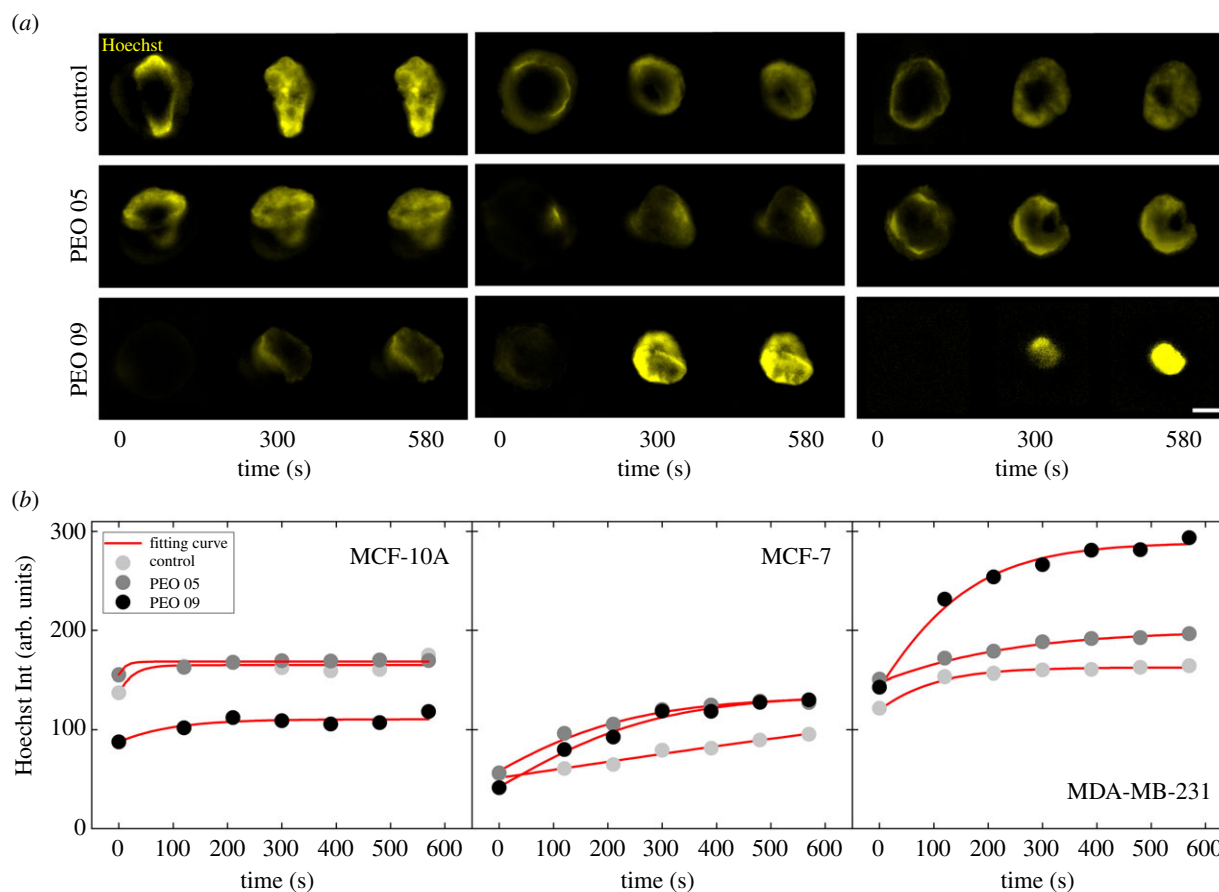 (a)
Hoechst
control
PEO 05
PEO 09
0 300 580 0 300 580 0 300 580
time (s) time (s) time (s)
(b)
Hoechst Int (arb. units)
300
200
100
0
fitting curve
control
PEO 05
PEO 09
MCF-10A
MCF-7
MDA-MB-231
0 100 200 300 400 500 600 0 100 200 300 400 500 600 0 100 200 300 400 500 600
time (s) time (s) time (s)